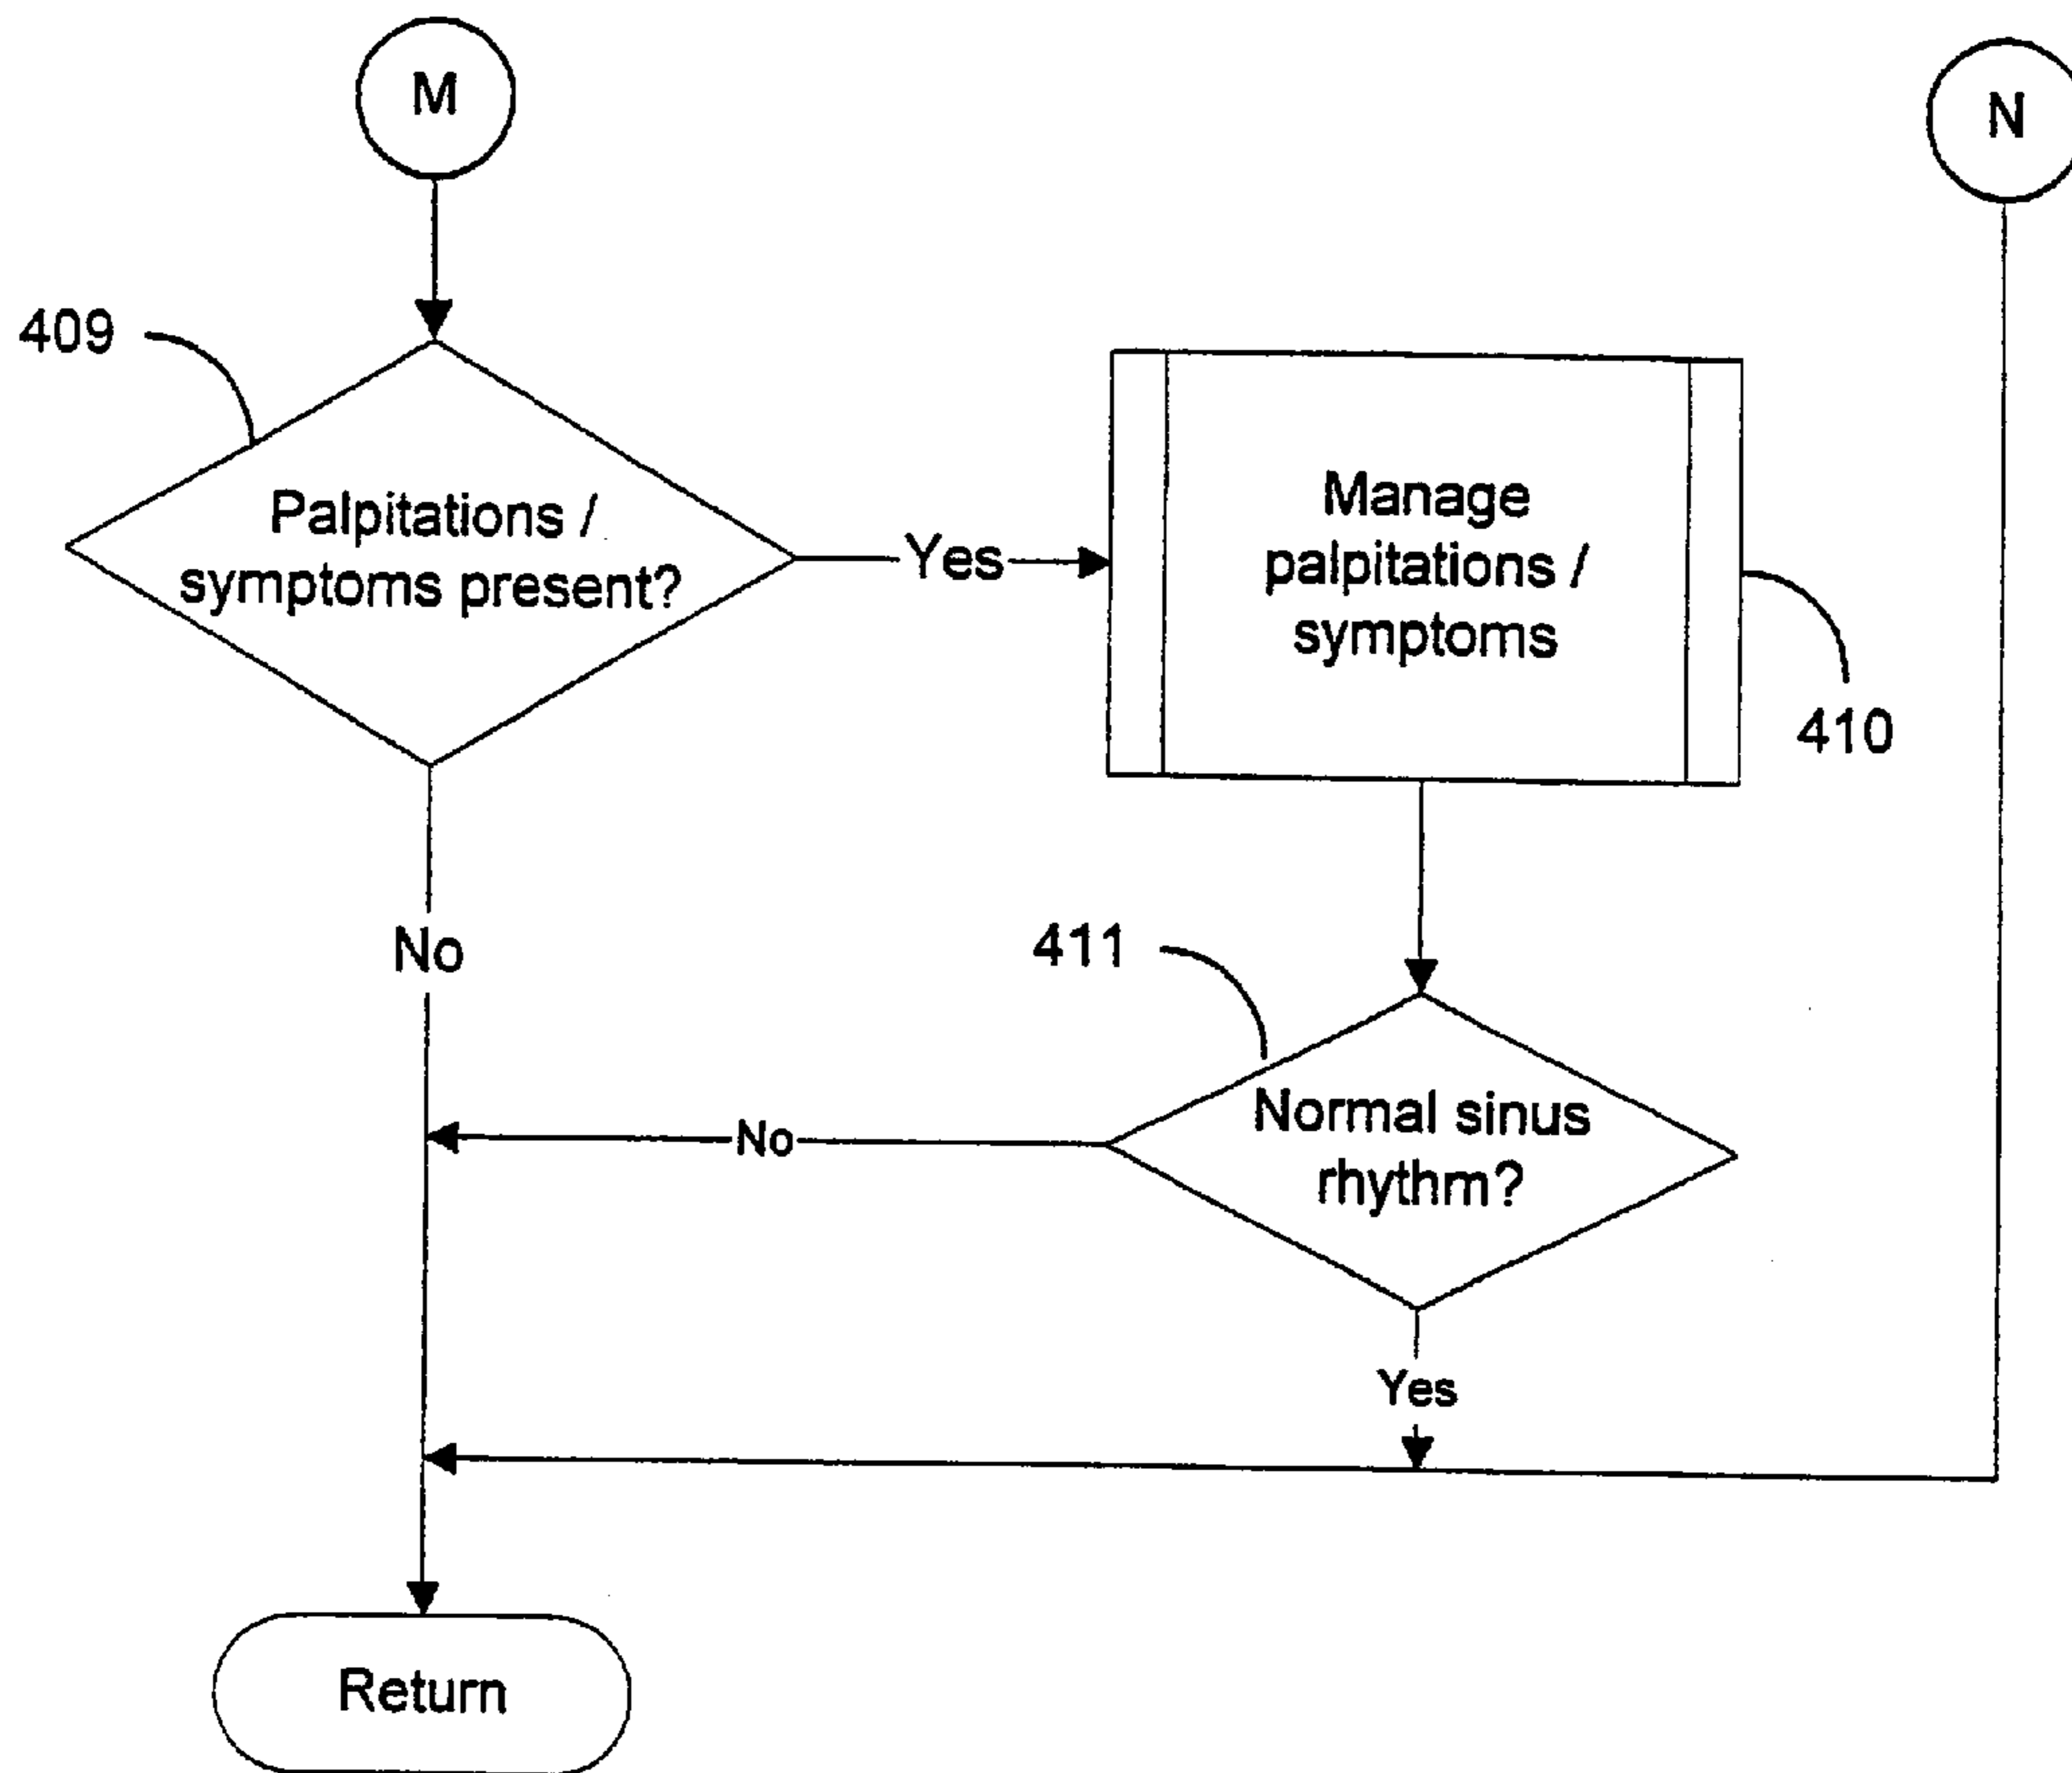 M
N
409
Palpitations /
symptoms present?
Yes
Manage
palpitations /
symptoms
410
No
411
Normal sinus
rhythm?
No
Yes
Return